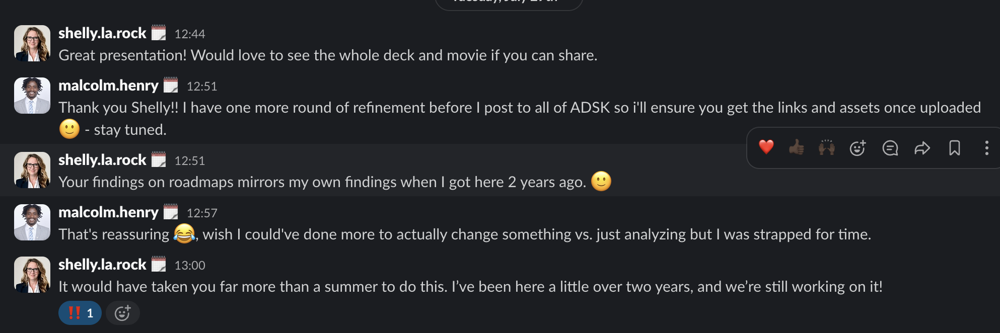 Tuesday, July 29th
shelly.la.rock 12:44
Great presentation! Would love to see the whole deck and movie if you can share.
malcolm.henry 12:51
Thank you Shelly!! I have one more round of refinement before I post to all of ADSK so i'll ensure you get the links and assets once uploaded
🙂 - stay tuned.
shelly.la.rock 12:51
Your findings on roadmaps mirrors my own findings when I got here 2 years ago. 🙂
malcolm.henry 12:57
That's reassuring 😂, wish I could've done more to actually change something vs. just analyzing but I was strapped for time.
shelly.la.rock 13:00
It would have taken you far more than a summer to do this. I’ve been here a little over two years, and we’re still working on it!
‼️ 1